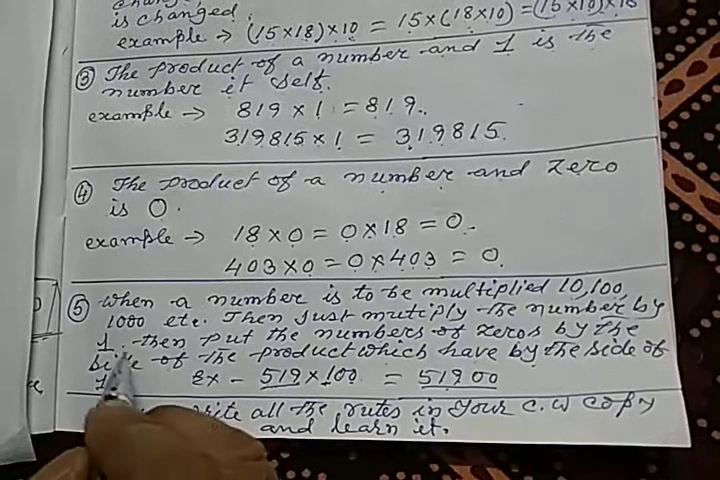 is changed.
example → (15×18)×10 = 15×(18×10) = (15×10)×18
③ The product of a number and 1 is the
number it self.
example → 819 × 1 = 819.
319815 × 1 = 319815.
④ The product of a number and zero
is 0.
example → 18×0 = 0×18 = 0.
403×0 = 0×403 = 0.
⑤ When a number is to be multiplied 10,100,
1000 etc. Then just mutiply the number by
1. then put the numbers of zeros by the
side of the product which have by the side of
1
ex - 519×100 = 51900
write all the rules in your C.W copy
and learn it.